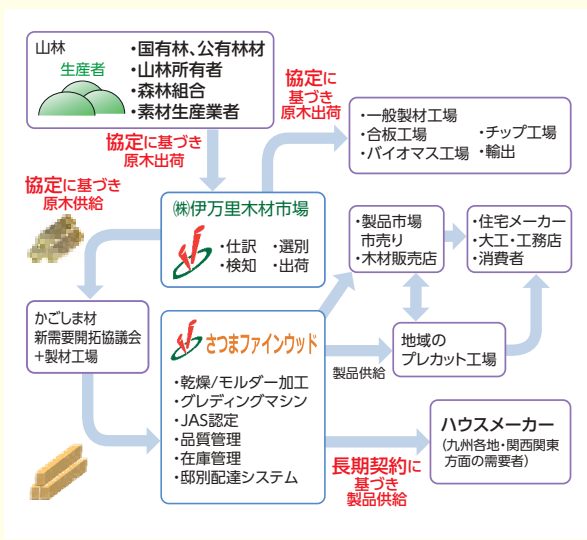 山林
生産者
・国有林、公有林材
・山林所有者
・森林組合
・素材生産業者
協定に
基づき
原木出荷
・一般製材工場
・合板工場
・バイオマス工場
・チップ工場
・輸出
協定に基づき
原木出荷
協定に基づき
原木供給
㈱伊万里木材市場
・仕訳 ・選別
・検知 ・出荷
・製品市場
市売り
・木材販売店
・住宅メーカー
・大工・工務店
・消費者
かごしま材
新需要開拓協議会
+製材工場
さつまファインウッド
・乾燥/モルダー加工
・グレディングマシン
・JAS認定
・品質管理
・在庫管理
・邸別配達システム
製品供給
地域の
プレカット工場
長期契約に
基づき
製品供給
ハウスメーカー
(九州各地・関西関東
方面の需要者)